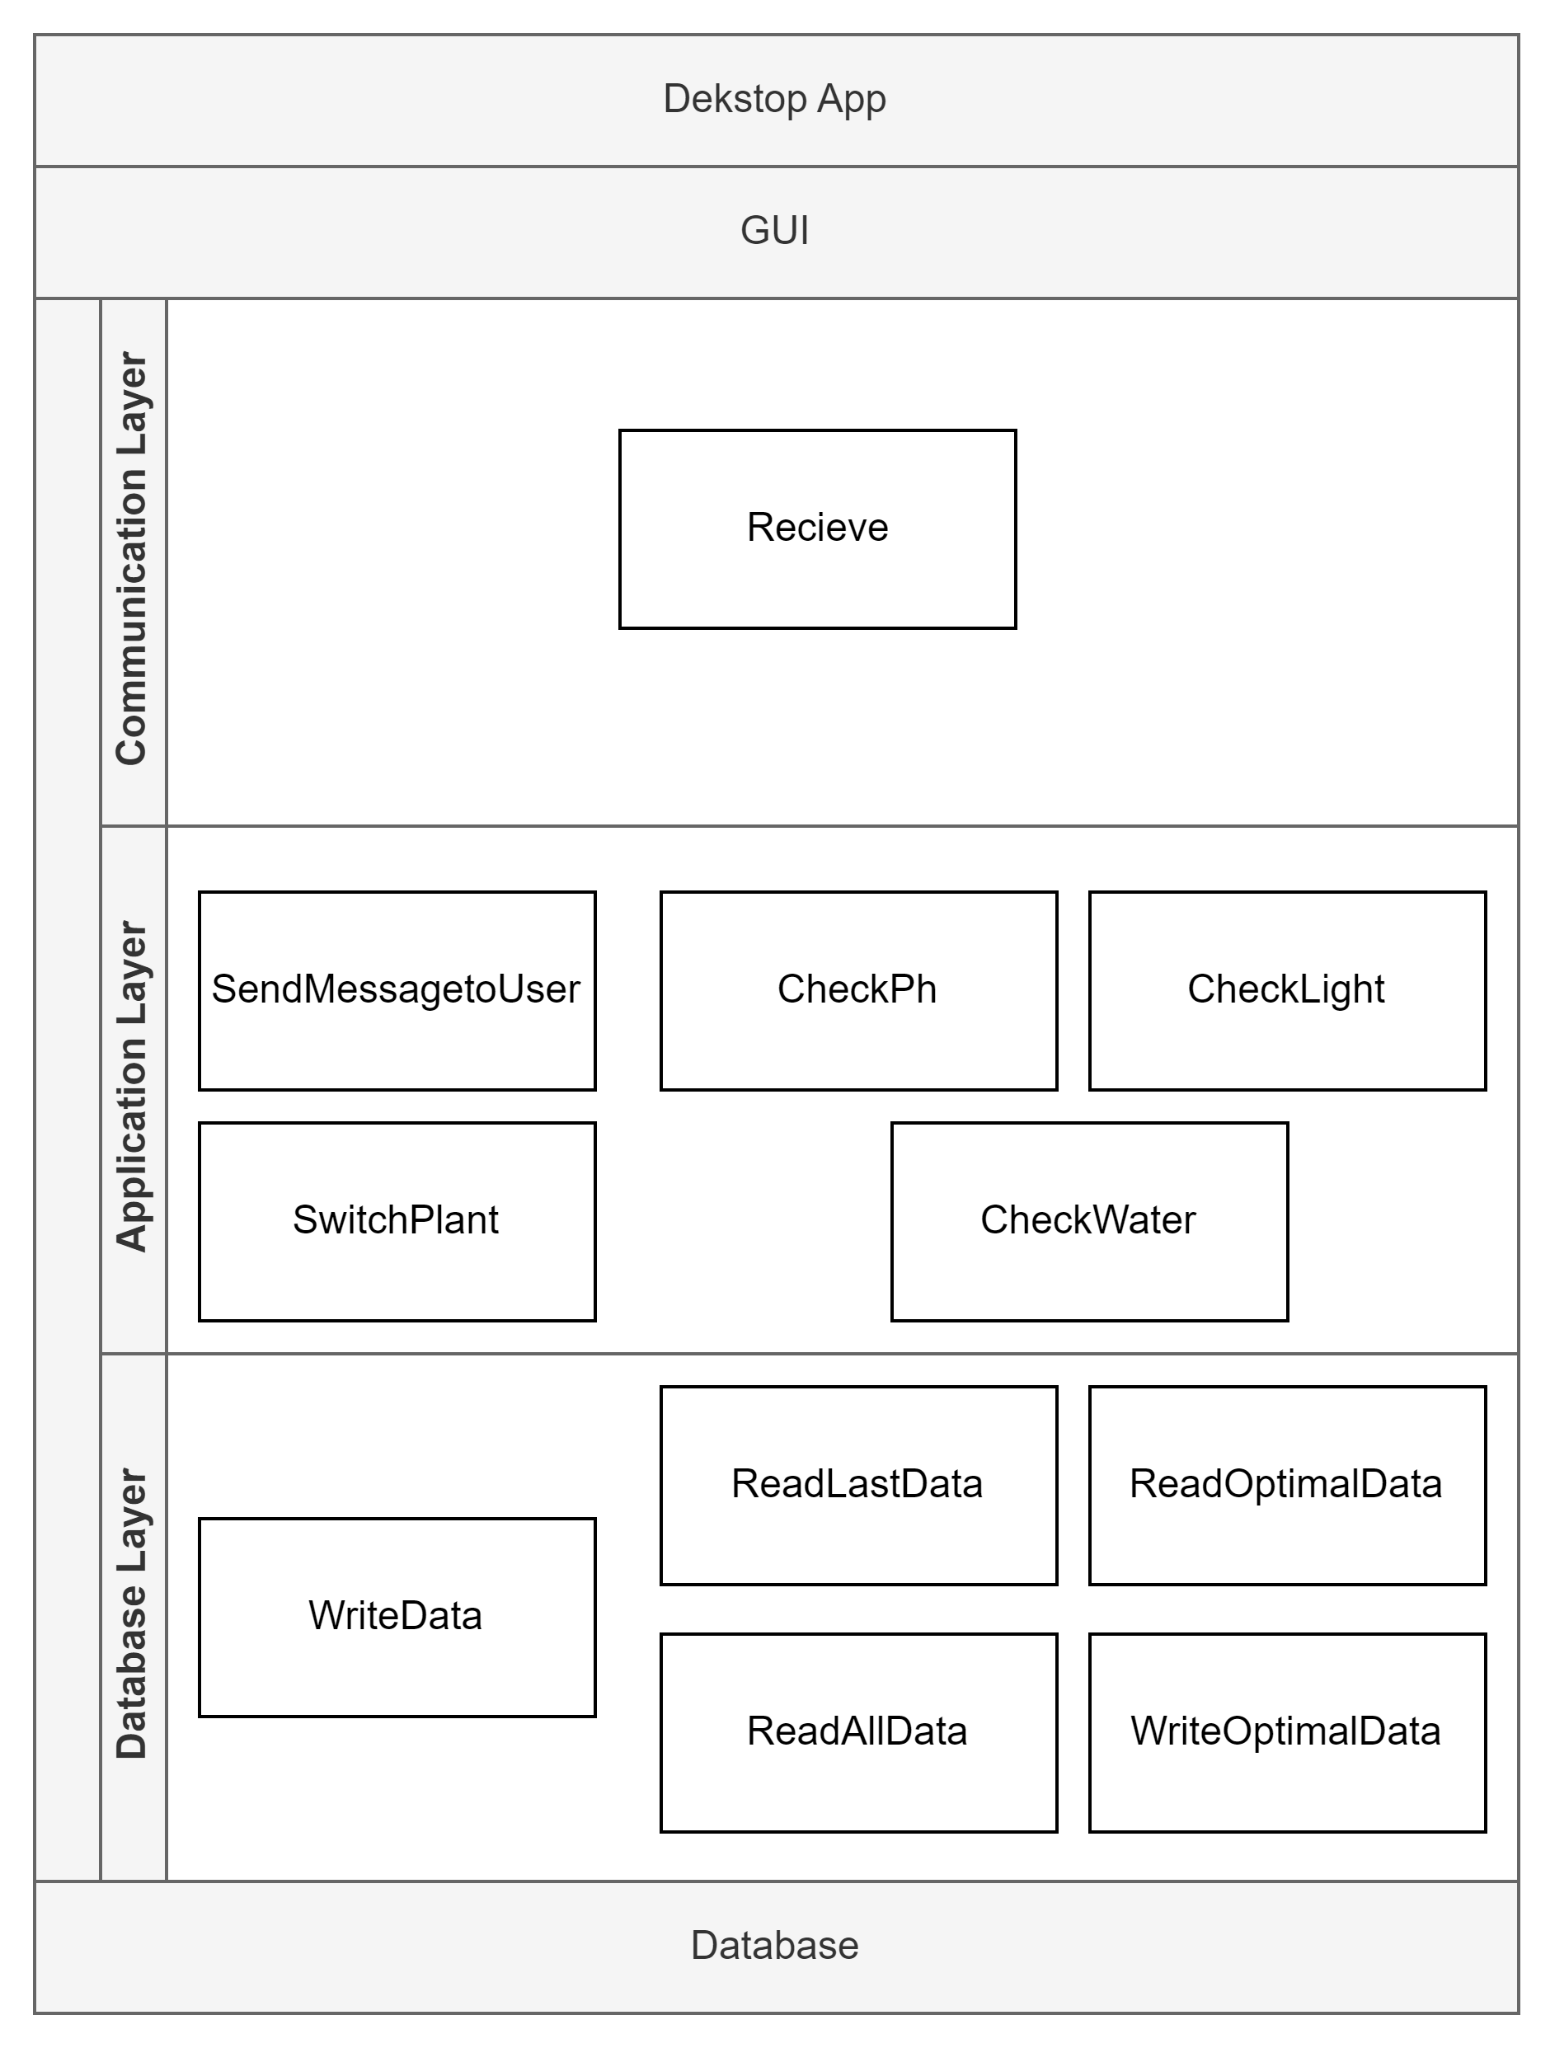 Dekstop App
GUI
Communication Layer
Recieve
Application Layer
SendMessagetoUser
CheckPh
CheckLight
SwitchPlant
CheckWater
Database Layer
ReadLastData
ReadOptimalData
WriteData
ReadAllData
WriteOptimalData
Database